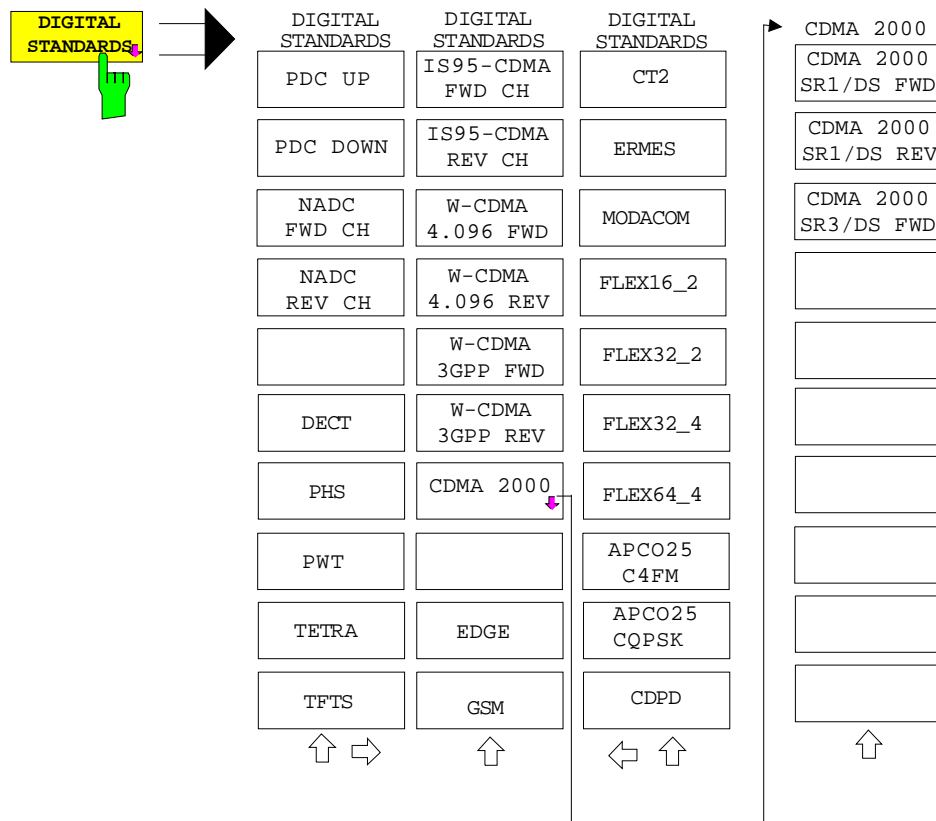 DIGITAL
STANDARDS
DIGITAL
STANDARDS
PDC UP
PDC DOWN
NADC
FWD CH
NADC
REV CH
DECT
PHS
PWT
TETRA
TFTS
DIGITAL
STANDARDS
IS95-CDMA
FWD CH
IS95-CDMA
REV CH
W-CDMA
4.096 FWD
W-CDMA
4.096 REV
W-CDMA
3GPP FWD
W-CDMA
3GPP REV
CDMA 2000
EDGE
GSM
DIGITAL
STANDARDS
CT2
ERMES
MODACOM
FLEX16_2
FLEX32_2
FLEX32_4
FLEX64_4
APCO25
C4FM
APCO25
CQPSK
CDPD
CDMA 2000
CDMA 2000
SR1/DS FWD
CDMA 2000
SR1/DS REV
CDMA 2000
SR3/DS FWD